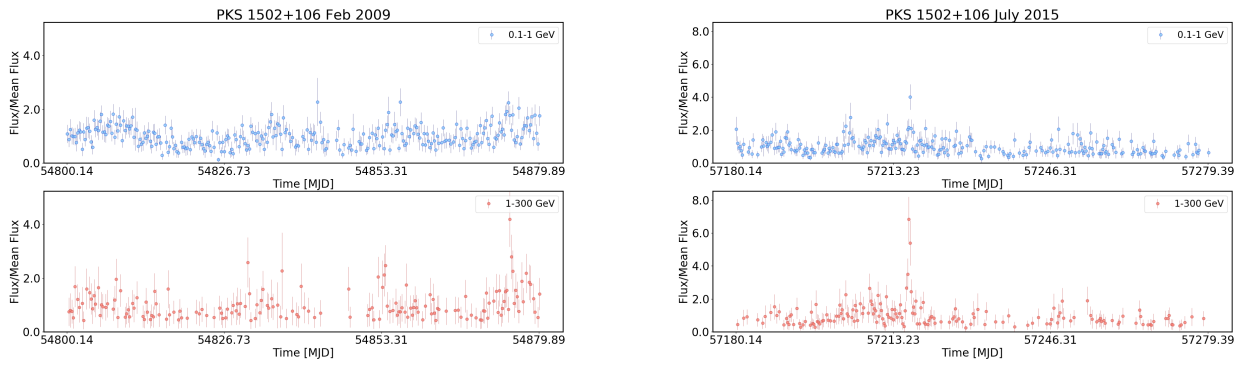 PKS 1502+106 Feb 2009
Flux/Mean Flux
4.0
2.0
0.0
0.1-1 GeV
54800.14 54826.73 54853.31 54879.89
Time [MJD]
Flux/Mean Flux
4.0
2.0
0.0
1-300 GeV
54800.14 54826.73 54853.31 54879.89
Time [MJD]
PKS 1502+106 July 2015
Flux/Mean Flux
8.0
6.0
4.0
2.0
0.0
0.1-1 GeV
57180.14 57213.23 57246.31 57279.39
Time [MJD]
Flux/Mean Flux
8.0
6.0
4.0
2.0
0.0
1-300 GeV
57180.14 57213.23 57246.31 57279.39
Time [MJD]